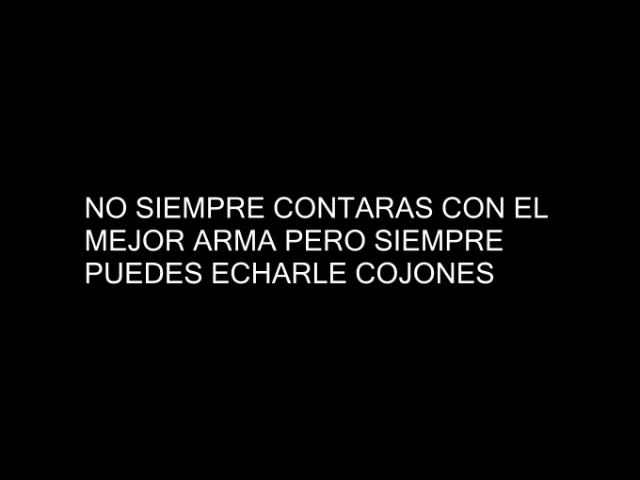 NO SIEMPRE CONTARAS CON EL
MEJOR ARMA PERO SIEMPRE
PUEDES ECHARLE COJONES